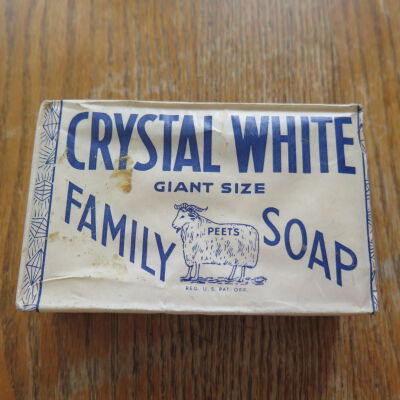 CRYSTAL WHITE
GIANT SIZE
FAMILY SOAP
PEET'S
REG. U. S. PAT. OFF.